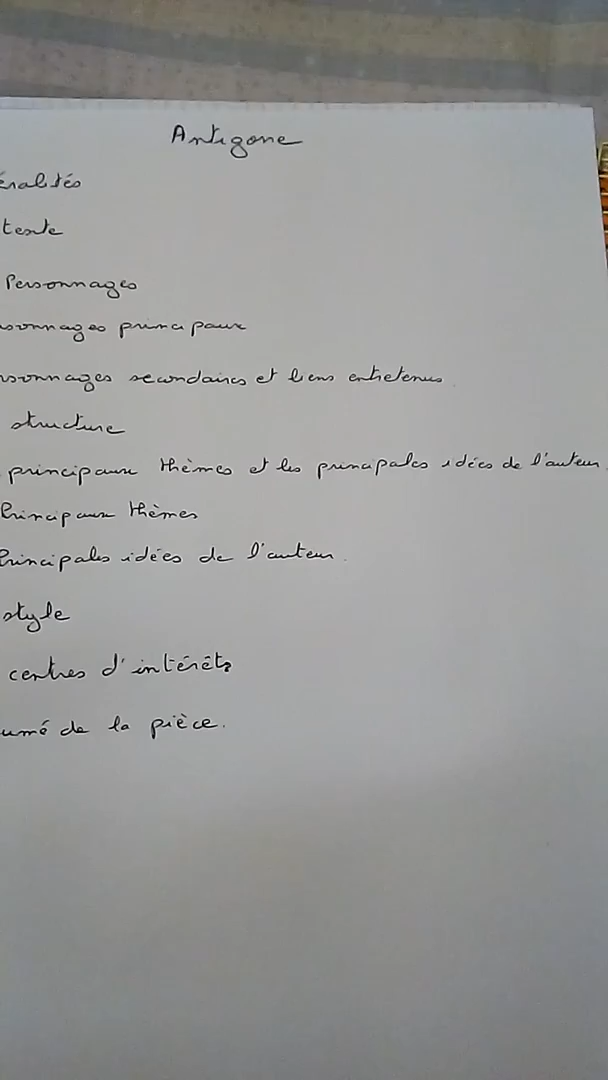 Antigone
éralités
texte
Personnages
sonnages principaux
rsonnages secondaires et liens entretenus.
structure
principaux thèmes et les principales idées de l'auteur.
Principaux thèmes
Principales idées de l'auteur.
style
centres d'intérêts
umé de la pièce.